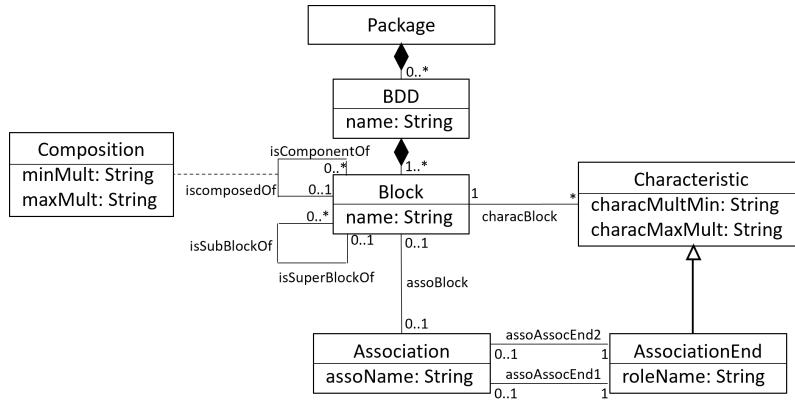 Package
0..*
BDD
name: String
1..*
Composition
minMult: String
maxMult: String
isComponentOf
0..*
iscomposedOf
0..1
Block
name: String
1
*
characBlock
Characteristic
characMultMin: String
characMaxMult: String
0..*
0..1
isSubBlockOf
isSuperBlockOf
0..1
assoBlock
0..1
Association
assoName: String
assoAssocEnd2
0..1
1
assoAssocEnd1
0..1
1
AssociationEnd
roleName: String